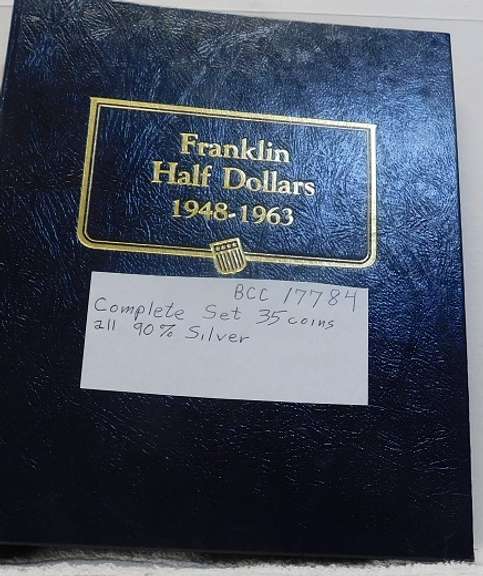 Franklin
Half Dollars
1948-1963
BCC 17784
Complete Set 35 coins
all 90% Silver